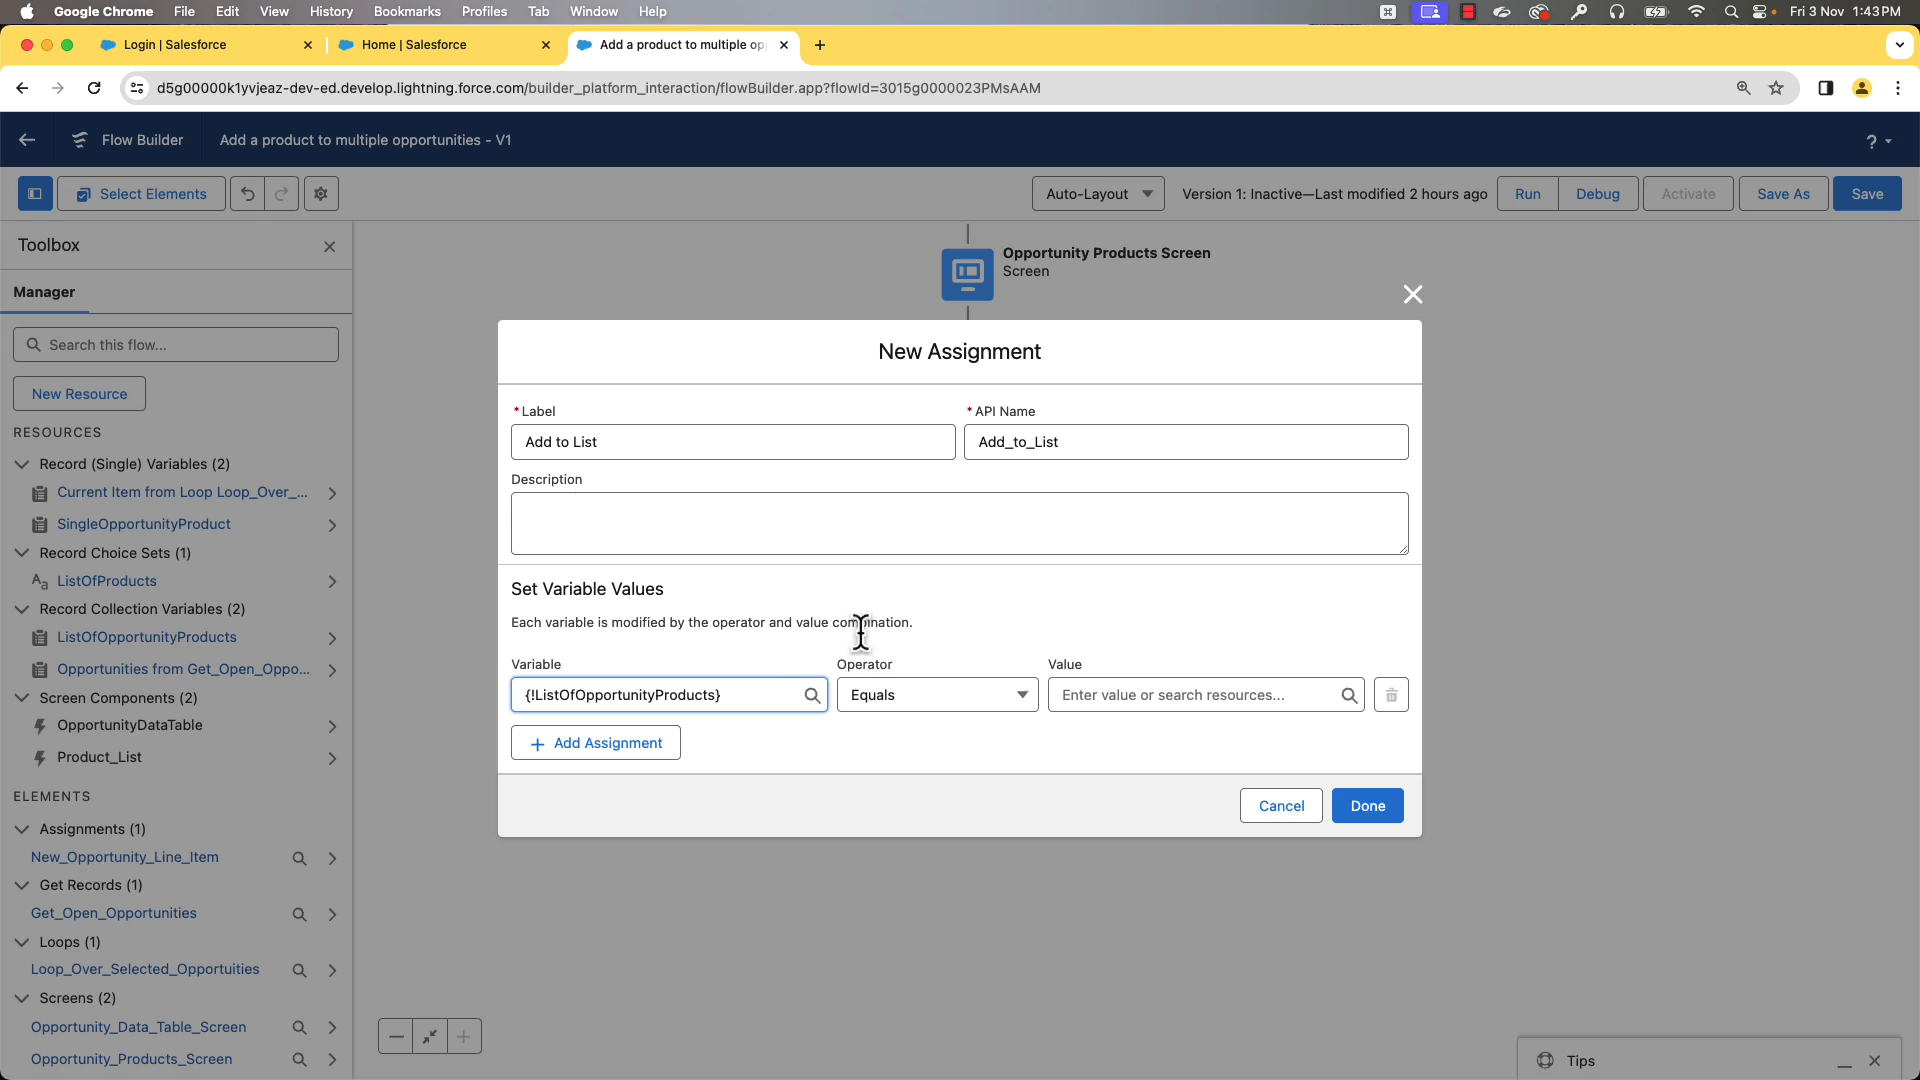 Google Chrome File Edit View History Bookmarks Profiles Tab Window Help Fri 3 Nov 1:43 PM
Login | Salesforce
Home | Salesforce
Add a product to multiple op
d5g00000k1yvjeaz-dev-ed.develop.lightning.force.com/builder_platform_interaction/flowBuilder.app?flowId=3015g0000023PMsAAM
Flow Builder
Add a product to multiple opportunities - V1
?
Select Elements
Auto-Layout
Version 1: Inactive—Last modified 2 hours ago
Run
Debug
Activate
Save As
Save
Toolbox
Manager
Search this flow...
New Resource
RESOURCES
Record (Single) Variables (2)
Current Item from Loop Loop_Over_...
SingleOpportunityProduct
Record Choice Sets (1)
ListOfProducts
Record Collection Variables (2)
ListOfOpportunityProducts
Opportunities from Get_Open_Oppo...
Screen Components (2)
OpportunityDataTable
Product_List
ELEMENTS
Assignments (1)
New_Opportunity_Line_Item
Get Records (1)
Get_Open_Opportunities
Loops (1)
Loop_Over_Selected_Opportuities
Screens (2)
Opportunity_Data_Table_Screen
Opportunity_Products_Screen
Opportunity Products Screen
Screen
New Assignment
* Label
Add to List
* API Name
Add_to_List
Description
Set Variable Values
Each variable is modified by the operator and value combination.
Variable
Operator
Value
{!ListOfOpportunityProducts}
Equals
Enter value or search resources...
+ Add Assignment
Cancel
Done
Tips